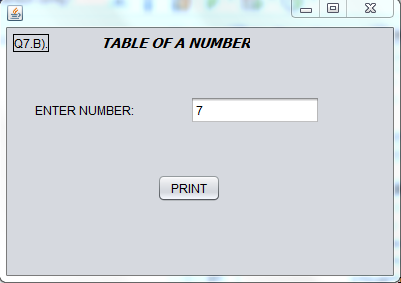 Q7.B). TABLE OF A NUMBER
ENTER NUMBER: 7
PRINT